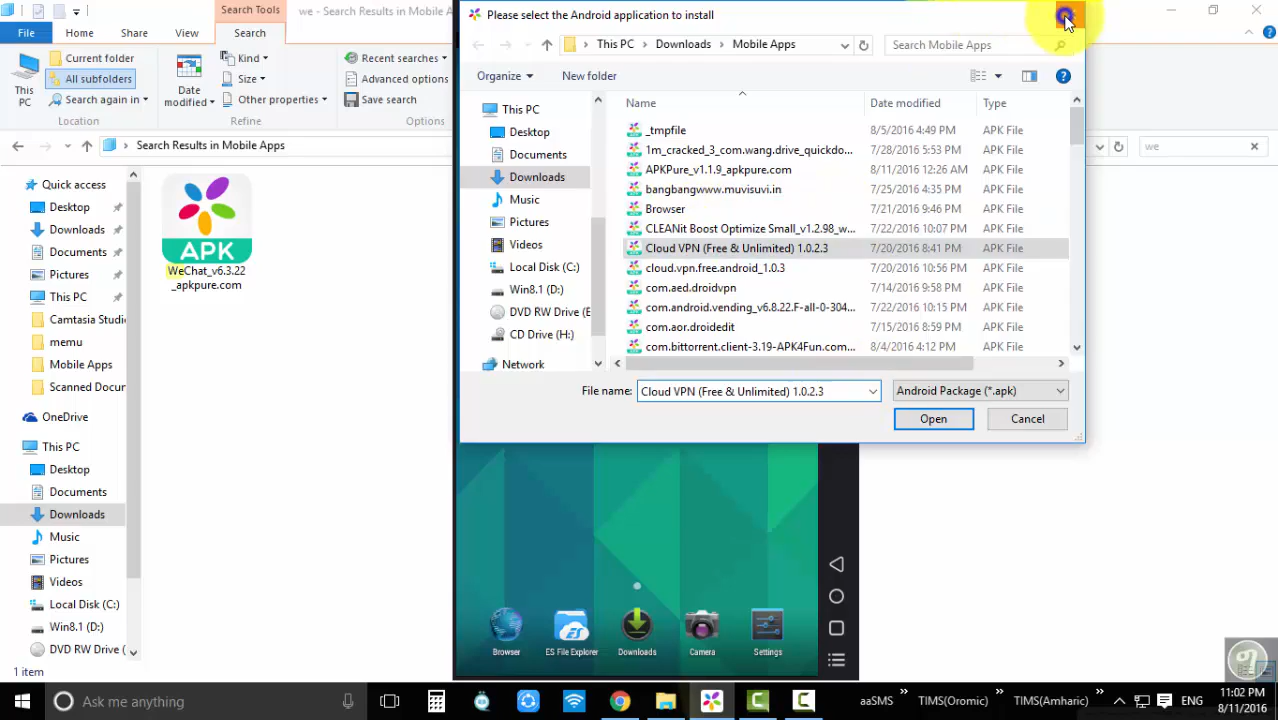 Search Tools
we - Search Results in Mobile A
File
Home
Share
View
Search
This
PC
Current folder
All subfolders
Search again in
Location
Date
modified
Kind
Size
Other properties
Refine
Recent searches
Advanced options
Save search
Options
Search Results in Mobile Apps
we
Quick access
Desktop
Downloads
Documents
Pictures
This PC
Camtasia Studi
memu
Mobile Apps
Scanned Docur
OneDrive
This PC
Desktop
Documents
Downloads
Music
Pictures
Videos
Local Disk (C:)
Win8.1 (D:)
DVD RW Drive (
1 item
APK
WeChat_v6.3.22
_apkpure.com
Please select the Android application to install
This PC
Downloads
Mobile Apps
Search Mobile Apps
Organize
New folder
This PC
Desktop
Documents
Downloads
Music
Pictures
Videos
Local Disk (C:)
Win8.1 (D:)
DVD RW Drive (E
CD Drive (H:)
Network
Name Date modified Type
_tmpfile 8/5/2016 4:49 PM APK File
1m_cracked_3_com.wang.drive_quickdo... 7/28/2016 5:53 PM APK File
APKPure_v1.1.9_apkpure.com 8/11/2016 12:26 AM APK File
bangbangwww.muvisuvi.in 7/25/2016 4:35 PM APK File
Browser 7/21/2016 9:46 PM APK File
CLEANit Boost Optimize Small_v1.2.98_w... 7/22/2016 10:07 PM APK File
Cloud VPN (Free & Unlimited) 1.0.2.3 7/20/2016 8:41 PM APK File
cloud.vpn.free.android_1.0.3 7/20/2016 10:56 PM APK File
com.aed.droidvpn 7/14/2016 9:58 PM APK File
com.android.vending_v6.8.22.F-all-0-304... 7/22/2016 10:15 PM APK File
com.aor.droidedit 7/15/2016 8:59 PM APK File
com.bittorrent.client-3.19-APK4Fun.com... 8/4/2016 4:12 PM APK File
File name: Cloud VPN (Free & Unlimited) 1.0.2.3
Android Package (*.apk)
Open
Cancel
Browser
ES File Explorer
Downloads
Camera
Settings
Ask me anything
aaSMS
TIMS(Oromic)
TIMS(Amharic)
ENG
11:02 PM
8/11/2016